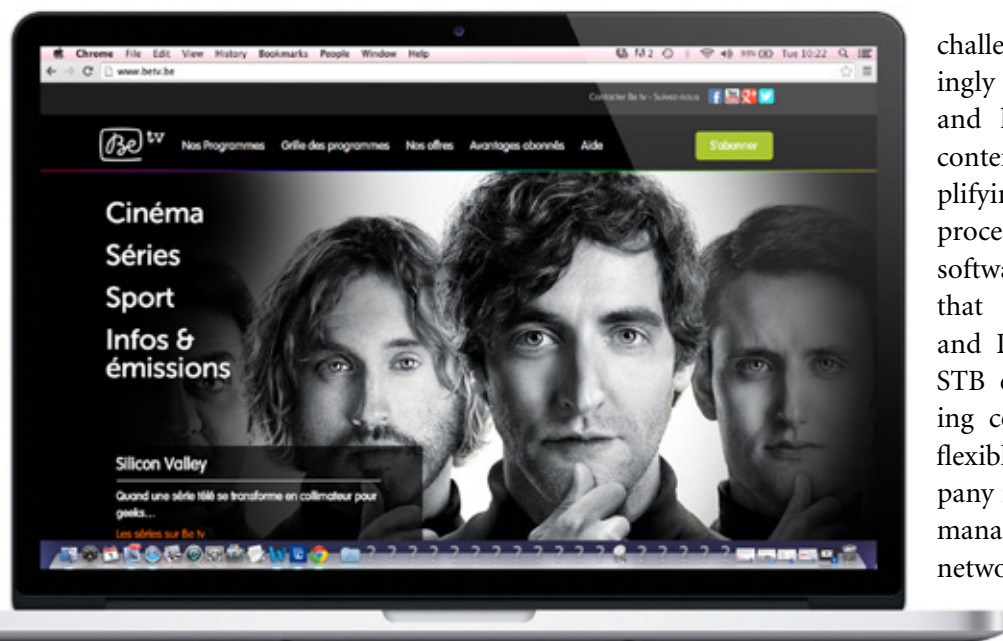 Chrome File Edit View History Bookmarks People Window Help
99% Tue 10:22
www.betv.be
Contacter Be tv - Suivez-nous
Be tv
Nos Programmes Grille des programmes Nos offres Avantages abonnés Aide S'abonner
Cinéma
Séries
Sport
Infos &
émissions
Silicon Valley
Quand une série télé se transforme en collimateur pour
geeks...
Les séries sur Be tv
challe
ingly
and
conte
plifyin
proce
softwa
that
and
STB
ing co
flexibl
pany
mana
netwo